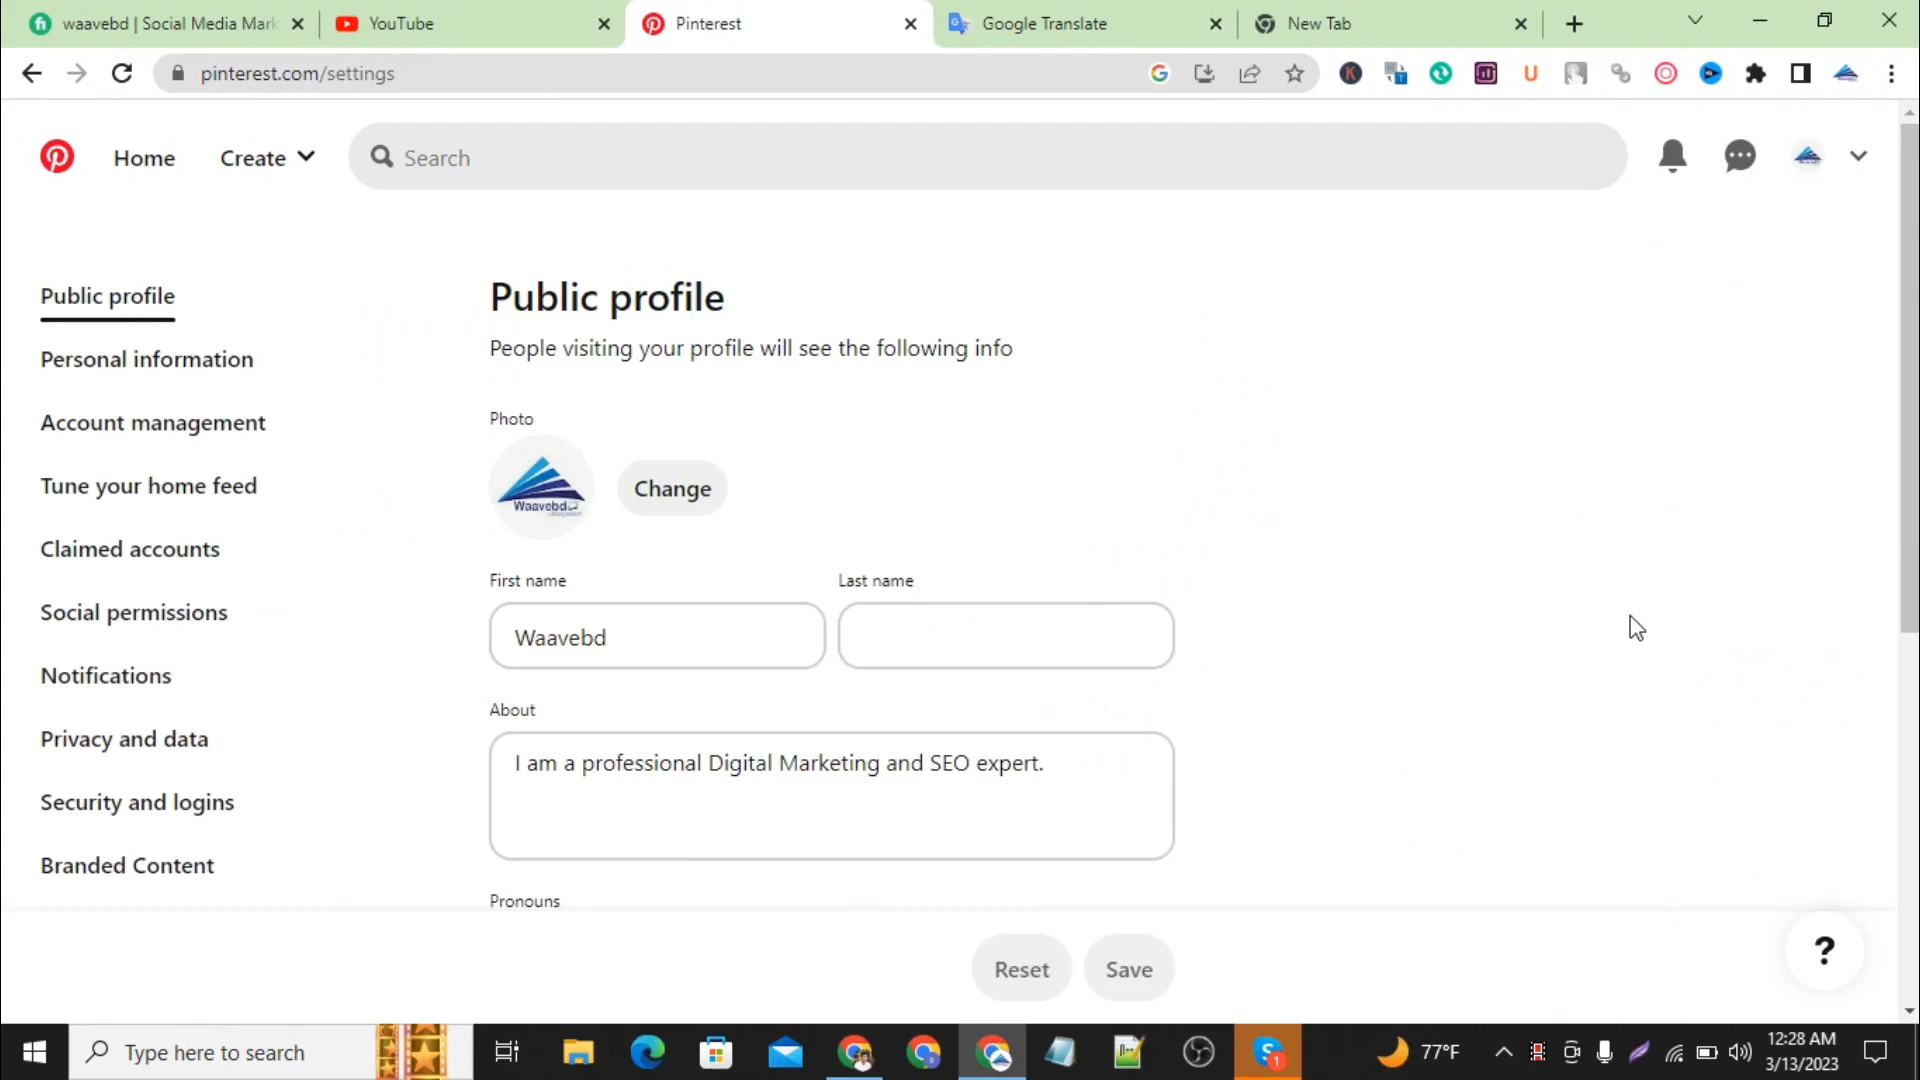 waavebd | Social Media Mark
YouTube
Pinterest
Google Translate
New Tab
pinterest.com/settings
Home
Create
Search
Public profile
Personal information
Account management
Tune your home feed
Claimed accounts
Social permissions
Notifications
Privacy and data
Security and logins
Branded Content
Public profile
People visiting your profile will see the following info
Photo
Waavebd
Change
First name
Last name
Waavebd
About
I am a professional Digital Marketing and SEO expert.
Pronouns
Reset
Save
?
Type here to search
1
77°F
12:28 AM
3/13/2023